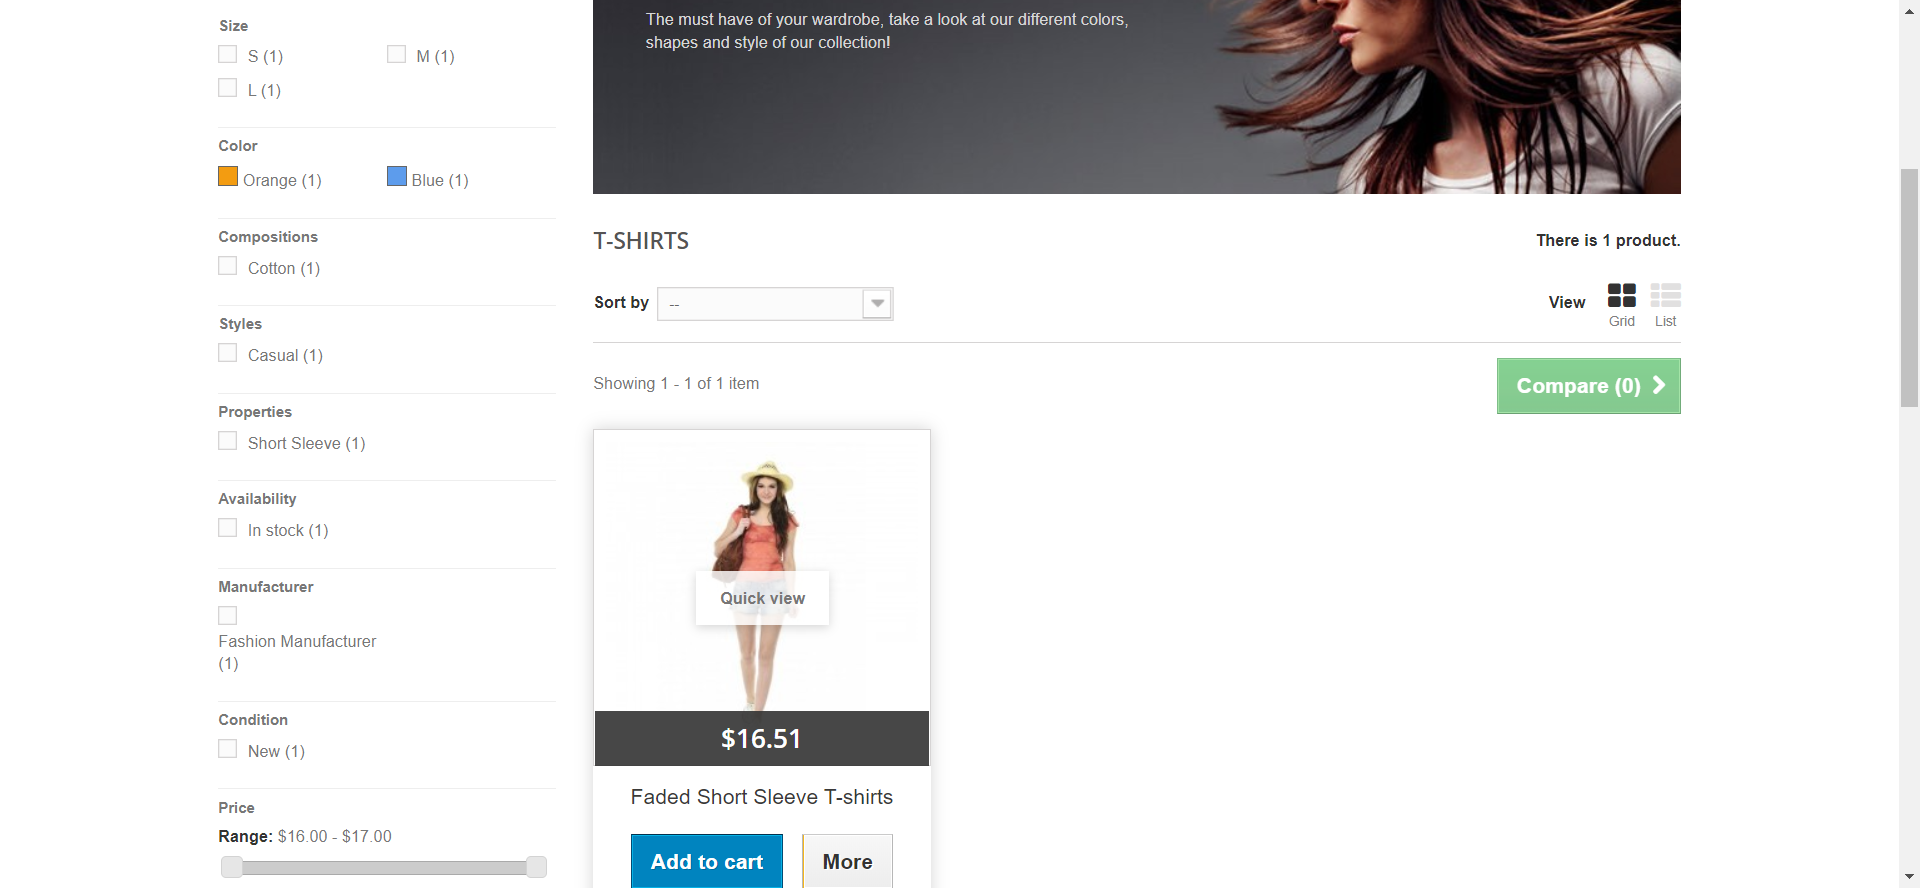 Size
S (1)
M (1)
L (1)
Color
Orange (1)
Blue (1)
Compositions
Cotton (1)
Styles
Casual (1)
Properties
Short Sleeve (1)
Availability
In stock (1)
Manufacturer
Fashion Manufacturer
(1)
Condition
New (1)
Price
Range: $16.00 - $17.00
The must have of your wardrobe, take a look at our different colors,
shapes and style of our collection!
T-SHIRTS
There is 1 product.
Sort by
--
View
Grid
List
Showing 1 - 1 of 1 item
Compare (0)
Quick view
$16.51
Faded Short Sleeve T-shirts
Add to cart
More